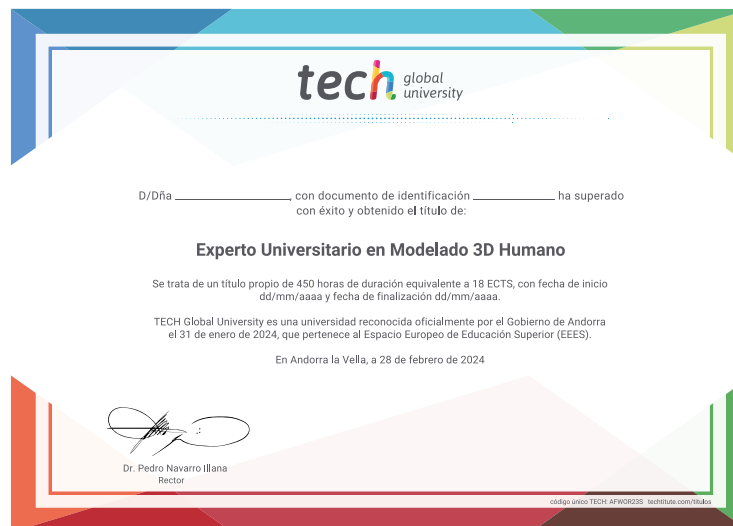 tech global
university
D/Dña ____________, con documento de identificación ____________ ha superado
con éxito y obtenido el título de:
Experto Universitario en Modelado 3D Humano
Se trata de un título propio de 450 horas de duración equivalente a 18 ECTS, con fecha de inicio
dd/mm/aaaa y fecha de finalización dd/mm/aaaa.
TECH Global University es una universidad reconocida oficialmente por el Gobierno de Andorra
el 31 de enero de 2024, que pertenece al Espacio Europeo de Educación Superior (EEES).
En Andorra la Vella, a 28 de febrero de 2024
Dr. Pedro Navarro Illana
Rector
código único TECH: AFWOR23S techtitute.com/titulos